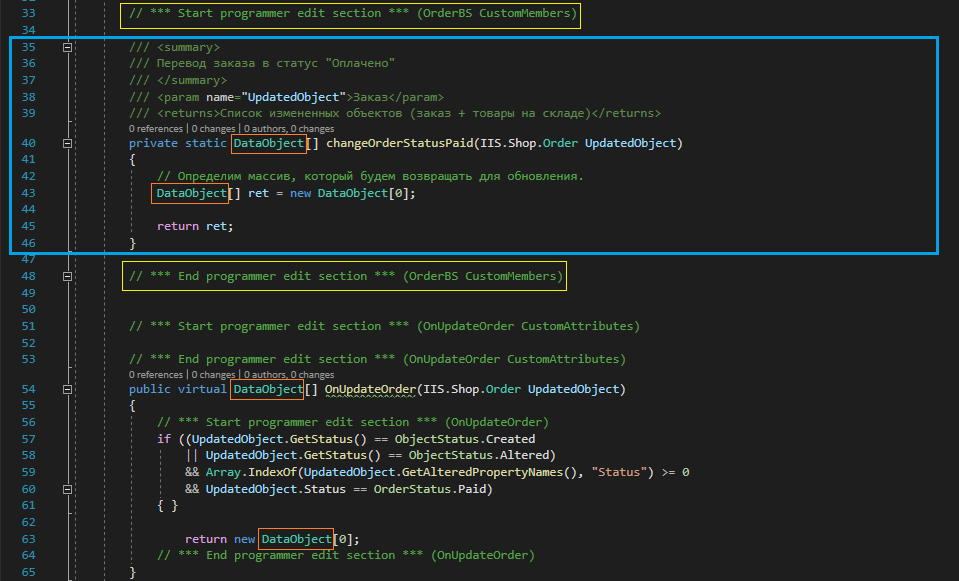 33 // *** Start programmer edit section *** (OrderBS CustomMembers)
34
35 /// <summary>
36 /// Перевод заказа в статус "Оплачено"
37 /// </summary>
38 /// <param name="UpdatedObject">Заказ</param>
39 /// <returns>Список измененных объектов (заказ + товары на складе)</returns>
0 references | 0 changes | 0 authors, 0 changes
40 private static DataObject[] changeOrderStatusPaid(IIS.Shop.Order UpdatedObject)
41 {
42 // Определим массив, который будем возвращать для обновления.
43 DataObject[] ret = new DataObject[0];
44
45 return ret;
46 }
47
48 // *** End programmer edit section *** (OrderBS CustomMembers)
49
50
51 // *** Start programmer edit section *** (OnUpdateOrder CustomAttributes)
52
53 // *** End programmer edit section *** (OnUpdateOrder CustomAttributes)
0 references | 0 changes | 0 authors, 0 changes
54 public virtual DataObject[] OnUpdateOrder(IIS.Shop.Order UpdatedObject)
55 {
56 // *** Start programmer edit section *** (OnUpdateOrder)
57 if ((UpdatedObject.GetStatus() == ObjectStatus.Created
58 || UpdatedObject.GetStatus() == ObjectStatus.Altered)
59 && Array.IndexOf(UpdatedObject.GetAlteredPropertyNames(), "Status") >= 0
60 && UpdatedObject.Status == OrderStatus.Paid)
61 { }
62
63 return new DataObject[0];
64 // *** End programmer edit section *** (OnUpdateOrder)
65 }